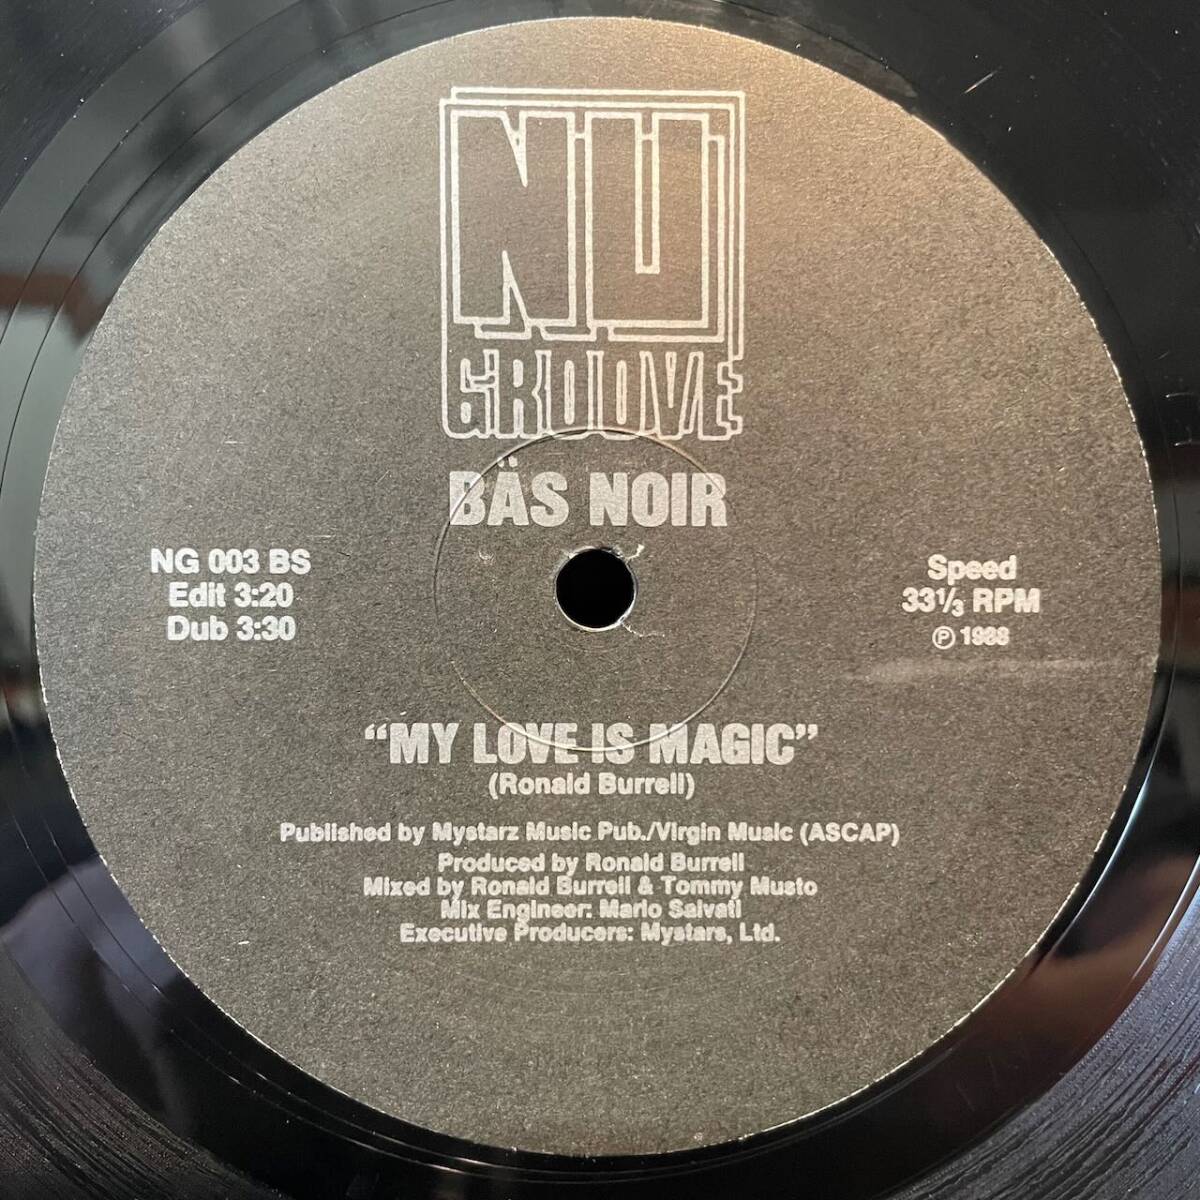 NU
GROOVE
BÄS NOIR
NG 003 BS
Edit 3:20
Dub 3:30
Speed
33⅓ RPM
Ⓟ 1988
“MY LOVE IS MAGIC”
(Ronald Burrell)
Published by Mystarz Music Pub./Virgin Music (ASCAP)
Produced by Ronald Burrell
Mixed by Ronald Burrell & Tommy Musto
Mix Engineer: Mario Salvati
Executive Producers: Mystars, Ltd.